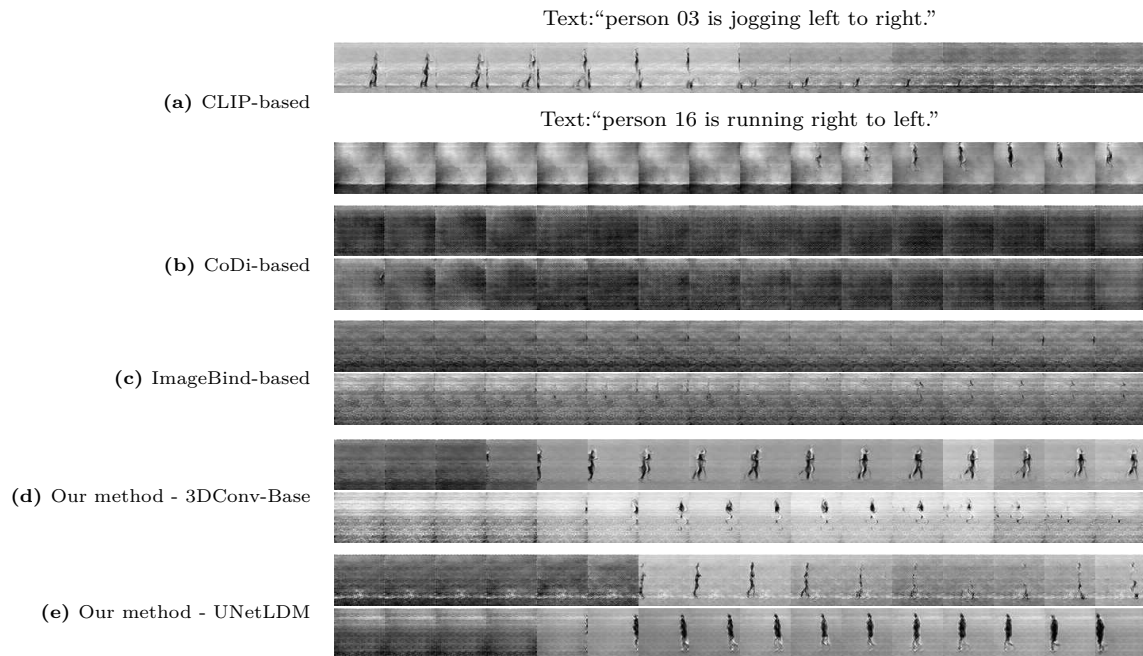 Text:“person 03 is jogging left to right.”
(a) CLIP-based
Text:“person 16 is running right to left.”
(b) CoDi-based
(c) ImageBind-based
(d) Our method - 3DConv-Base
(e) Our method - UNetLDM